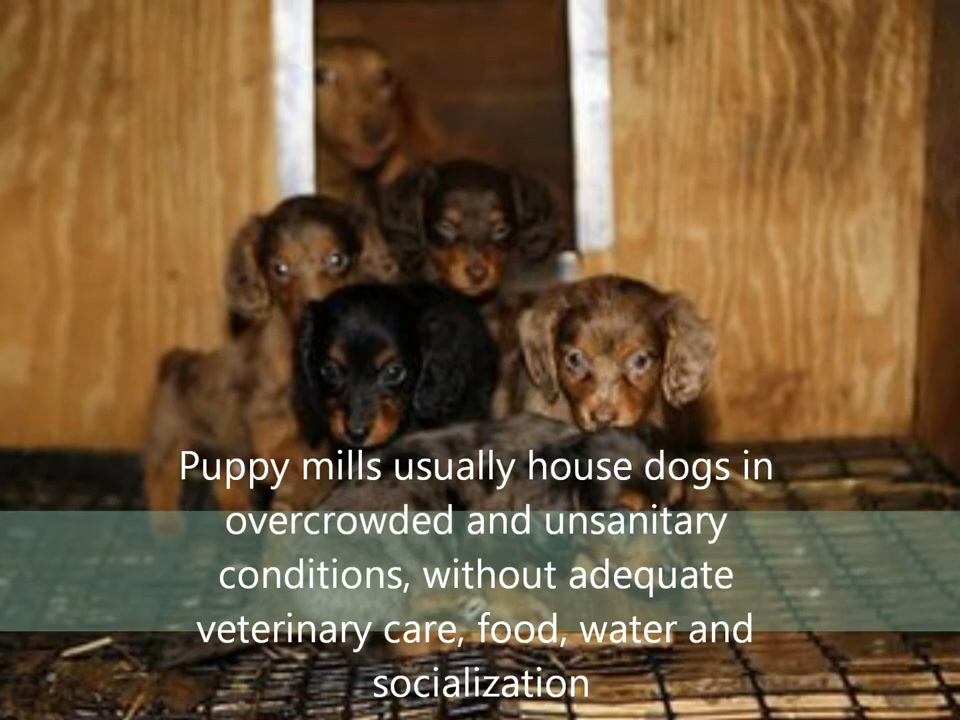 Puppy mills usually house dogs in
overcrowded and unsanitary
conditions, without adequate
veterinary care, food, water and
socialization